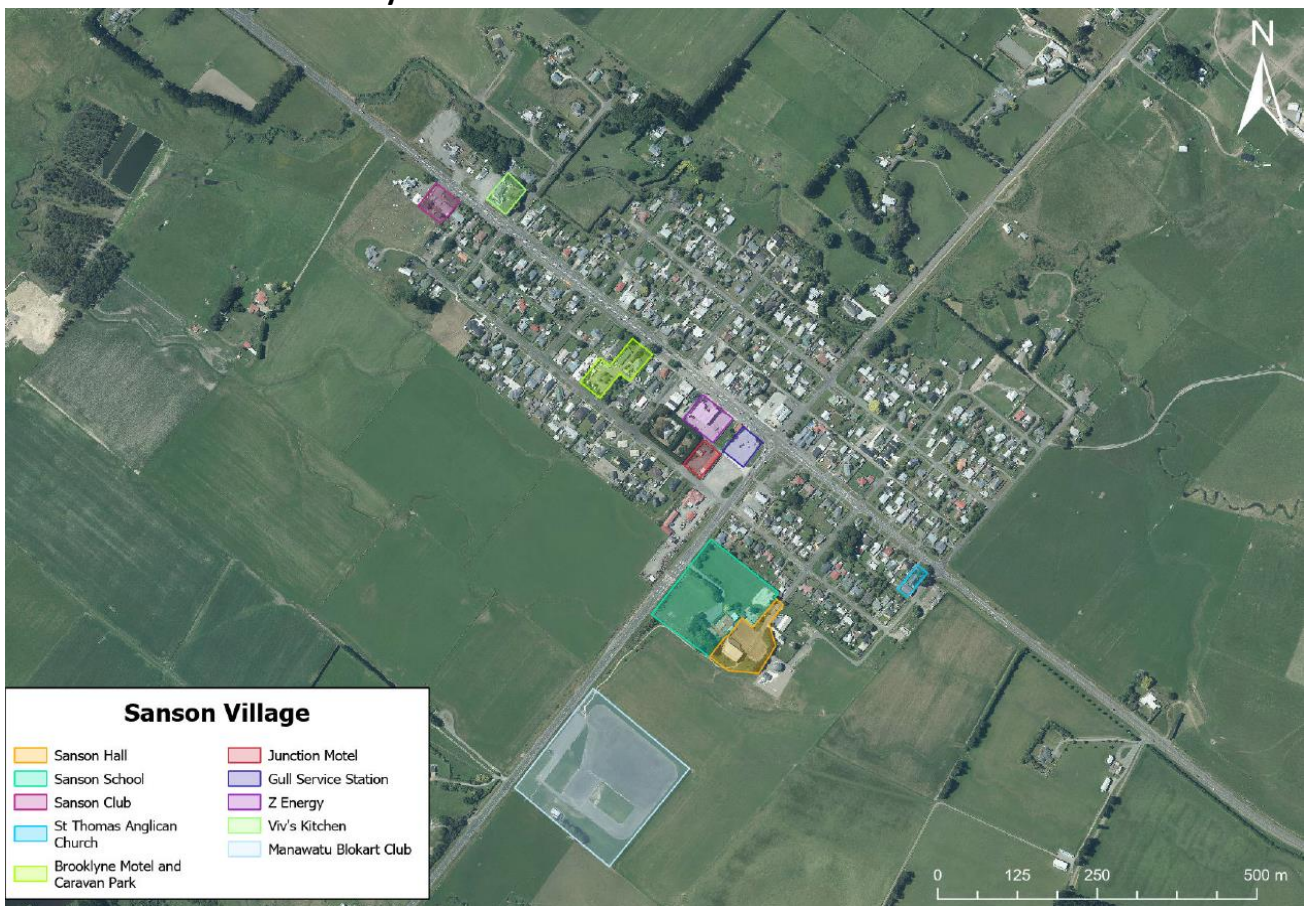 N
Sanson Village
Sanson Hall
Sanson School
Sanson Club
St Thomas Anglican
Church
Brooklyne Motel and
Caravan Park
Junction Motel
Gull Service Station
Z Energy
Viv's Kitchen
Manawatu Blokart Club
0 125 250 500 m